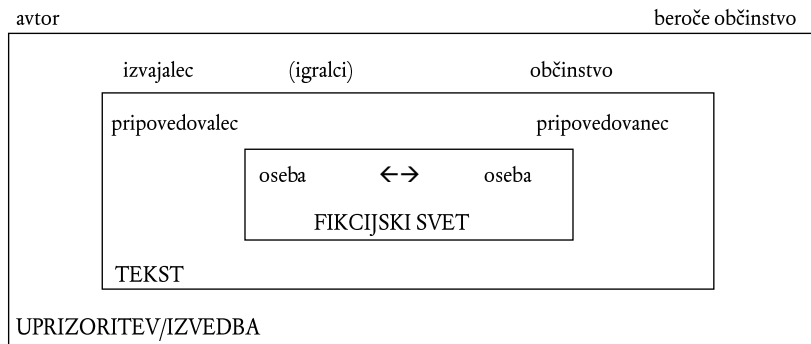 avtor beroče občinstvo
izvajalec (igralci) občinstvo
pripovedovalec pripovedovanec
oseba ←→ oseba
FIKCIJSKI SVET
TEKST
UPRIZORITEV/IZVEDBA